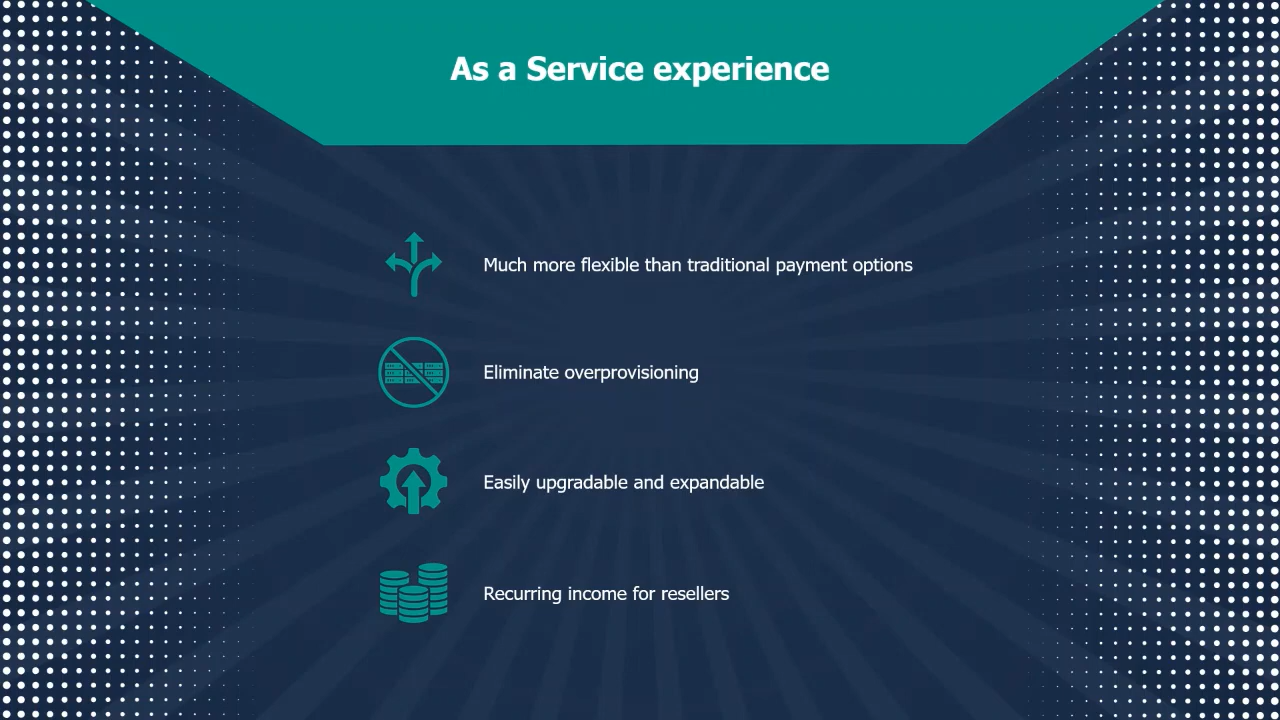 As a Service experience
Much more flexible than traditional payment options
Eliminate overprovisioning
Easily upgradable and expandable
Recurring income for resellers